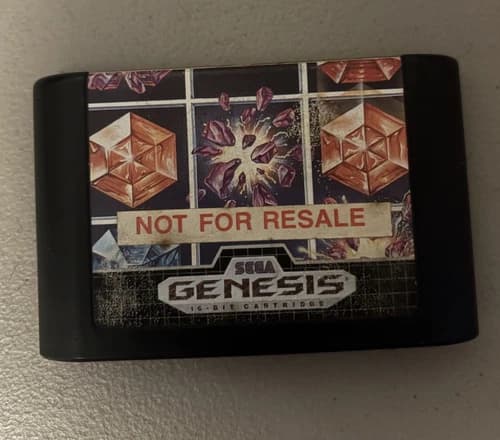 NOT FOR RESALE
SEGA
GENESIS
16-BIT CARTRIDGE